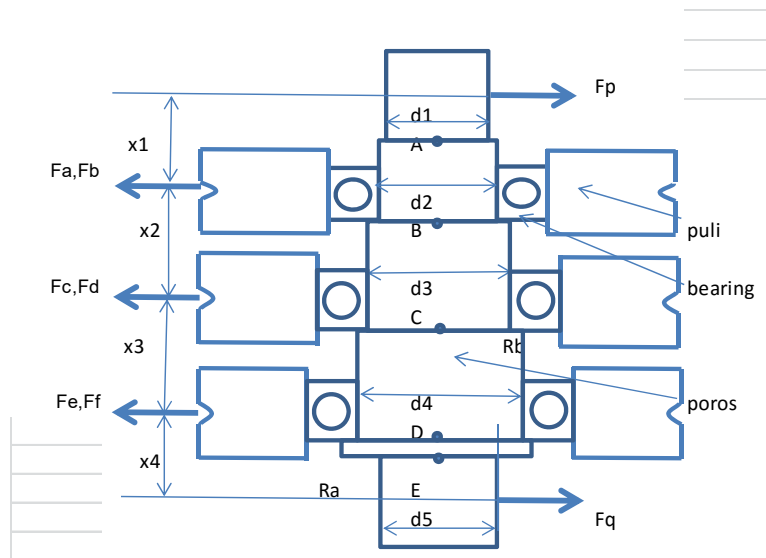 Fp
d1
x1
A
Fa,Fb
d2
x2
B
puli
Fc,Fd
d3
bearing
C
x3
Rb
Fe,Ff
d4
poros
D
x4
Ra
E
d5
Fq